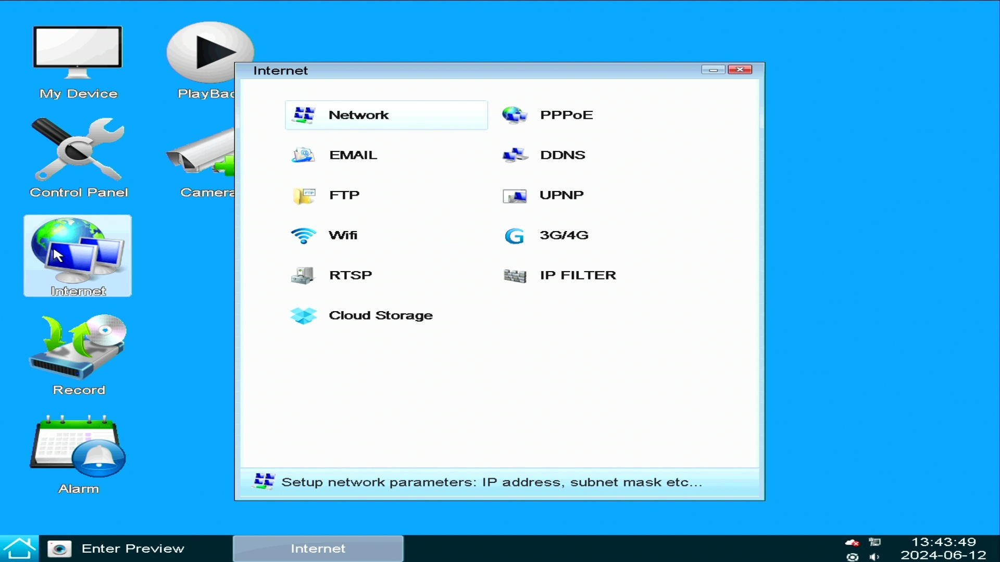 My Device
PlayBac
Control Panel
Camera
Internet
Record
Alarm
Internet
Network
PPPoE
EMAIL
DDNS
FTP
FTP
UPNP
Wifi
3G/4G
RTSP
IP FILTER
Cloud Storage
Setup network parameters: IP address, subnet mask etc...
Enter Preview
Internet
13:43:49
2024-06-12